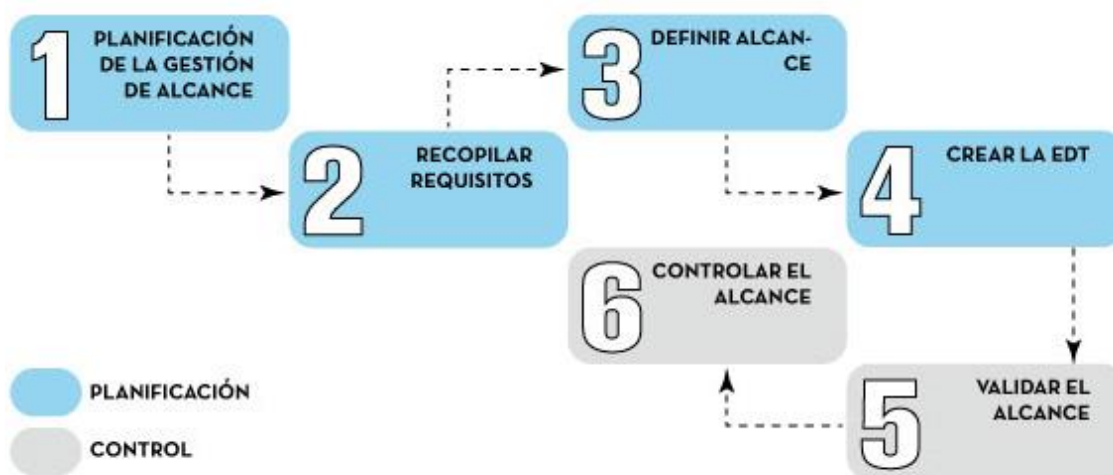 1
PLANIFICACIÓN
DE LA GESTIÓN
DE ALCANCE
2
RECOPILAR
REQUISITOS
3
DEFINIR ALCAN-
CE
4
CREAR LA EDT
5
VALIDAR EL
ALCANCE
6
CONTROLAR EL
ALCANCE
PLANIFICACIÓN
CONTROL